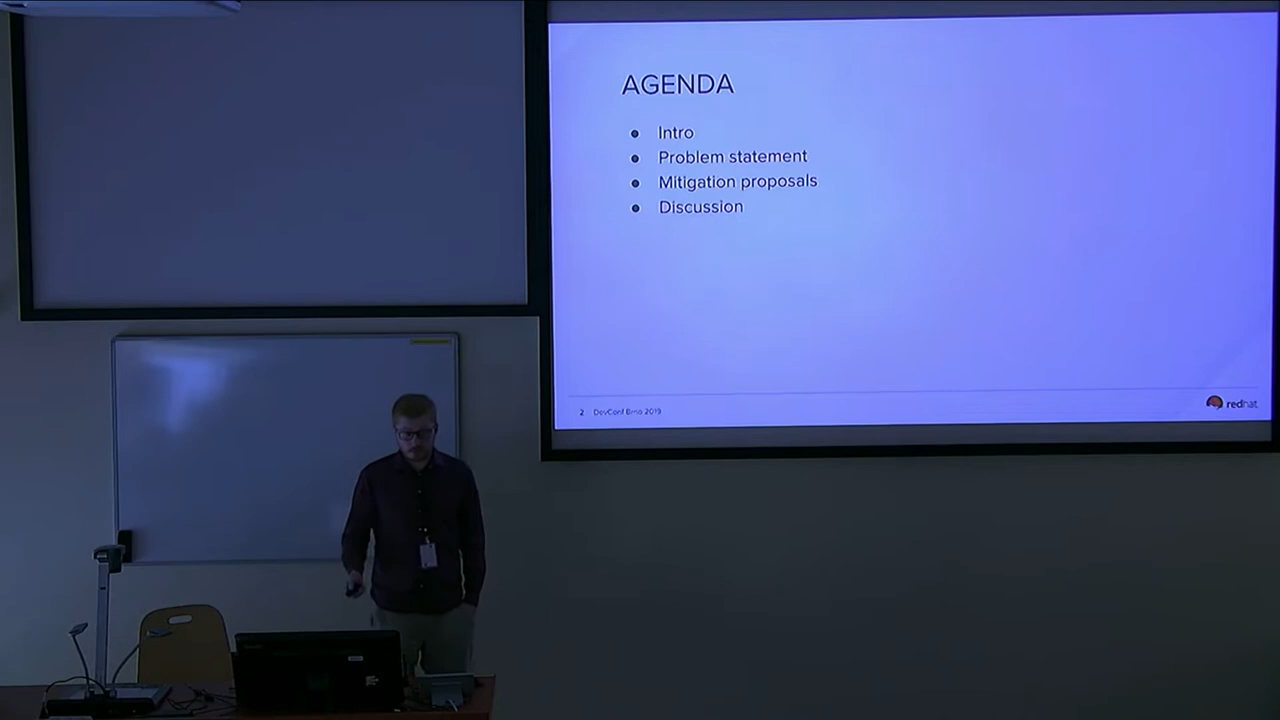 AGENDA
Intro
Problem statement
Mitigation proposals
Discussion
2 DevConf Brno 2019
redhat